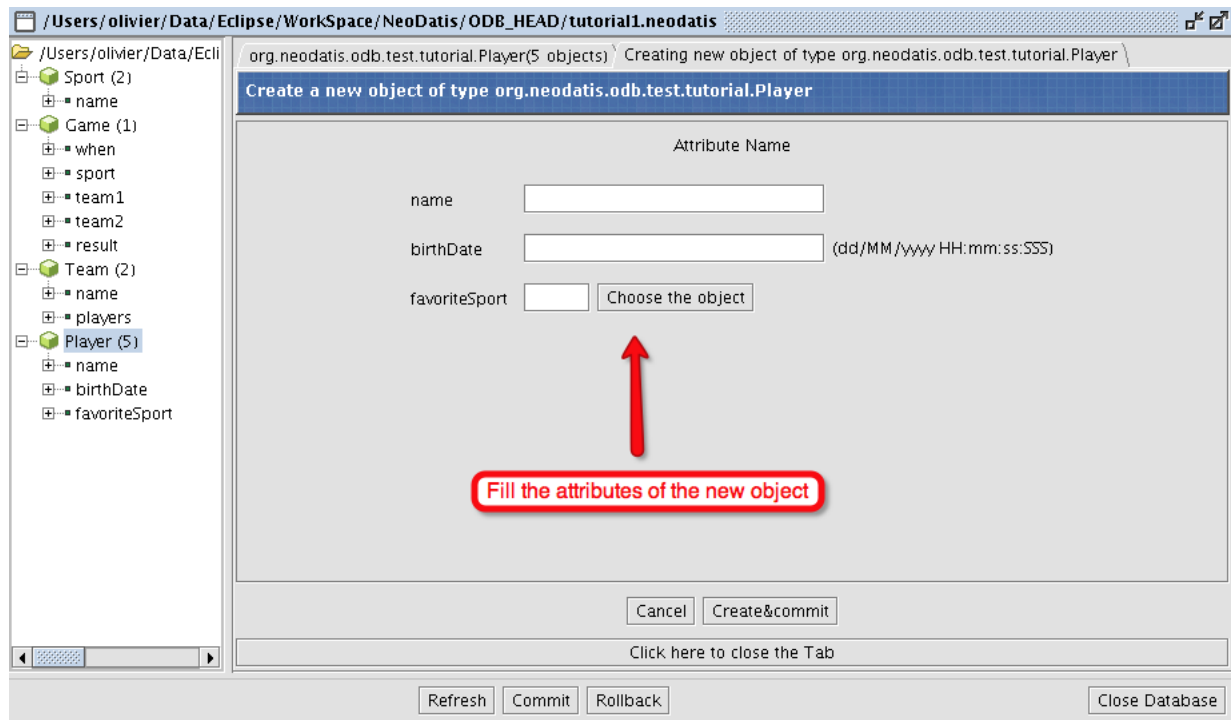 /Users/olivier/Data/Eclipse/WorkSpace/NeoDatis/ODB_HEAD/tutorial1.neodatis
/Users/olivier/Data/Ecli
Sport (2)
name
Game (1)
when
sport
team1
team2
result
Team (2)
name
players
Player (5)
name
birthDate
favoriteSport
org.neodatis.odb.test.tutorial.Player(5 objects)
Creating new object of type org.neodatis.odb.test.tutorial.Player
Create a new object of type org.neodatis.odb.test.tutorial.Player
Attribute Name
name
birthDate (dd/MM/yyyy HH:mm:ss:SSS)
favoriteSport Choose the object
Fill the attributes of the new object
Cancel Create&commit
Click here to close the Tab
Refresh Commit Rollback Close Database